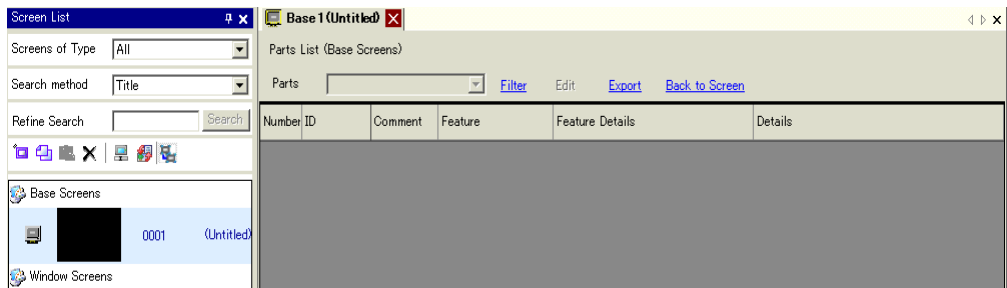 Screen List
Screens of Type All
Search method Title
Refine Search Search
Base Screens
0001 (Untitled)
Window Screens
Base 1(Untitled)
Parts List (Base Screens)
Parts Filter Edit Export Back to Screen
Number ID Comment Feature Feature Details Details